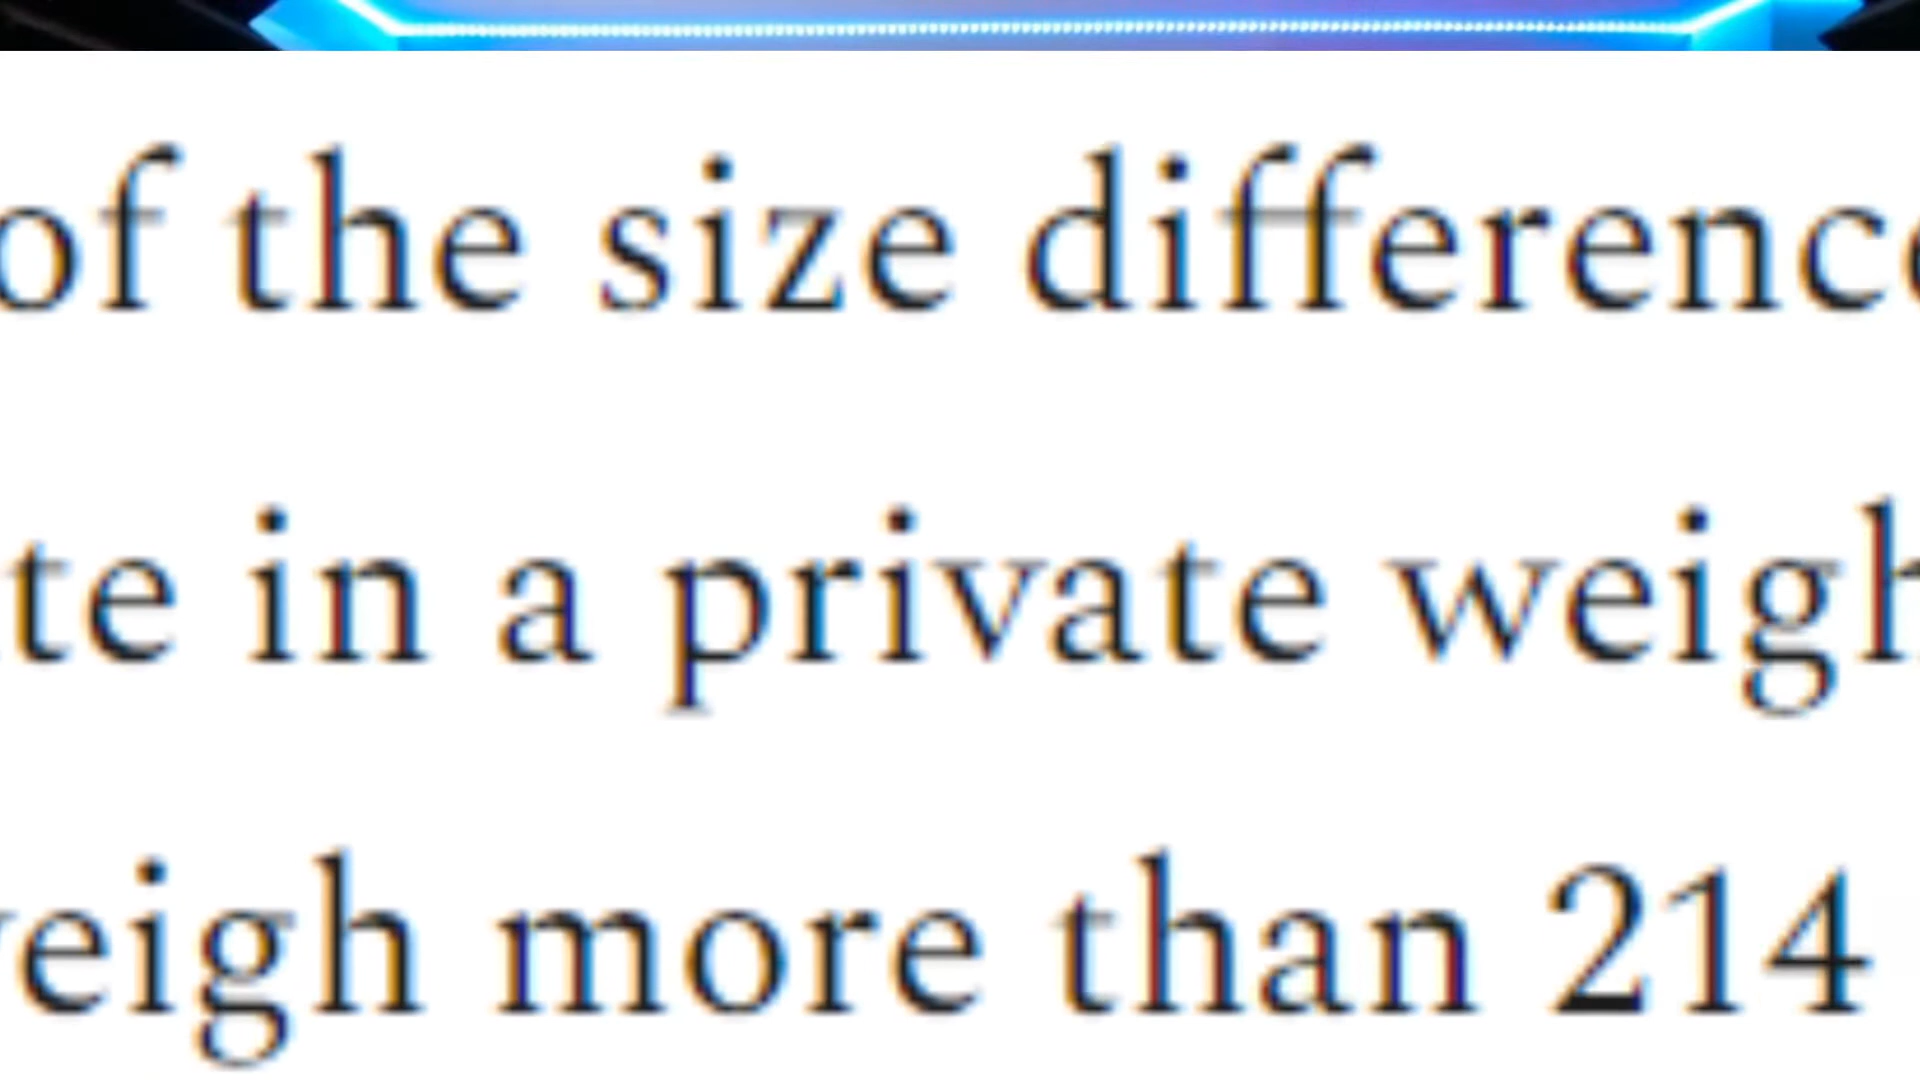 of the size difference
te in a private weigh
eigh more than 214